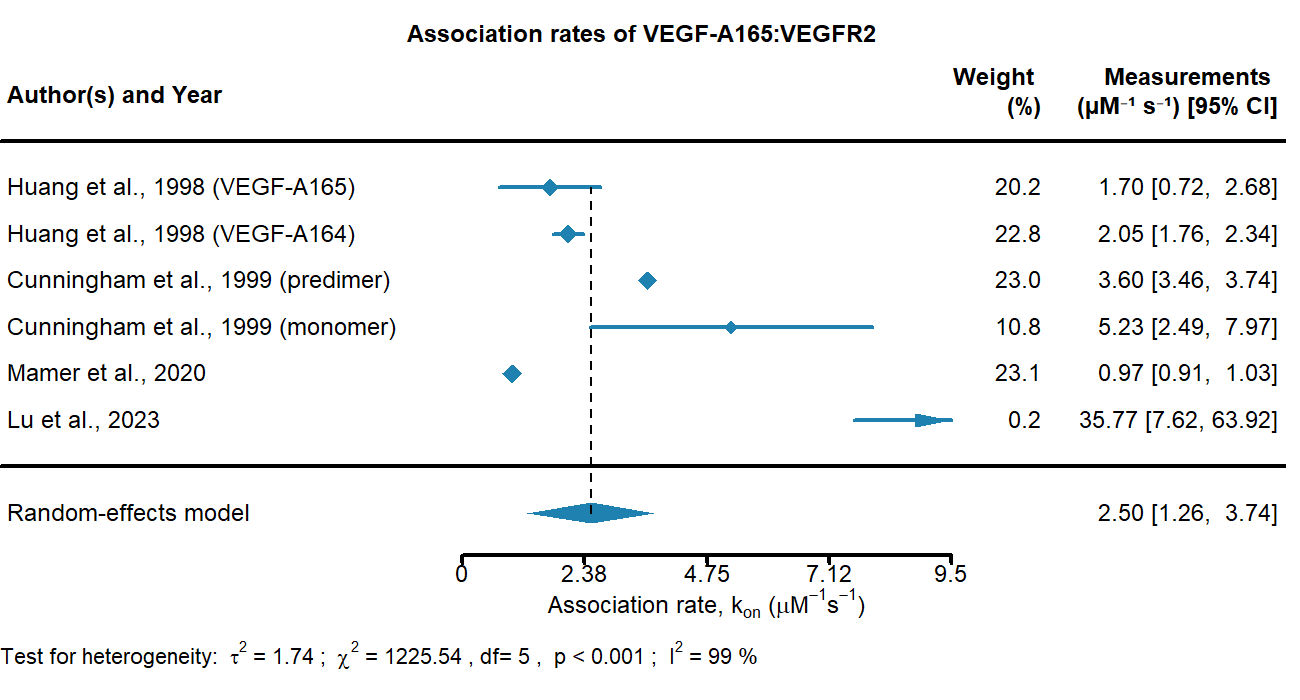 Association rates of VEGF-A165:VEGFR2
Author(s) and Year Weight (%) Measurements (µM⁻¹ s⁻¹) [95% CI]
Huang et al., 1998 (VEGF-A165) 20.2 1.70 [0.72, 2.68]
Huang et al., 1998 (VEGF-A164) 22.8 2.05 [1.76, 2.34]
Cunningham et al., 1999 (predimer) 23.0 3.60 [3.46, 3.74]
Cunningham et al., 1999 (monomer) 10.8 5.23 [2.49, 7.97]
Mamer et al., 2020 23.1 0.97 [0.91, 1.03]
Lu et al., 2023 0.2 35.77 [7.62, 63.92]
Random-effects model 2.50 [1.26, 3.74]
0 2.38 4.75 7.12 9.5
Association rate, kₒₙ (μM⁻¹s⁻¹)
Test for heterogeneity: τ² = 1.74 ; χ² = 1225.54 , df= 5 , p < 0.001 ; I² = 99 %